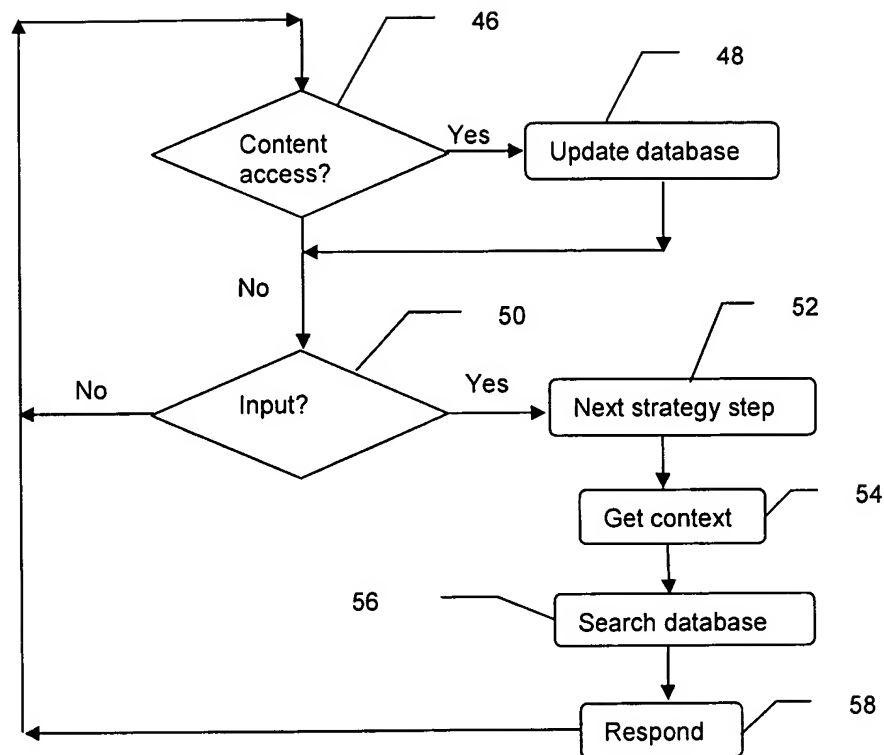 46
48
Content
access?
Yes
Update database
No
50
52
No
Input?
Yes
Next strategy step
54
Get context
56
Search database
58
Respond